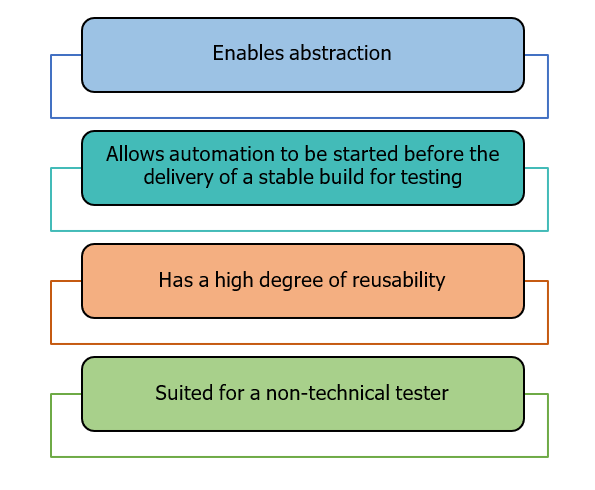 Enables abstraction
Allows automation to be started before the
delivery of a stable build for testing
Has a high degree of reusability
Suited for a non-technical tester